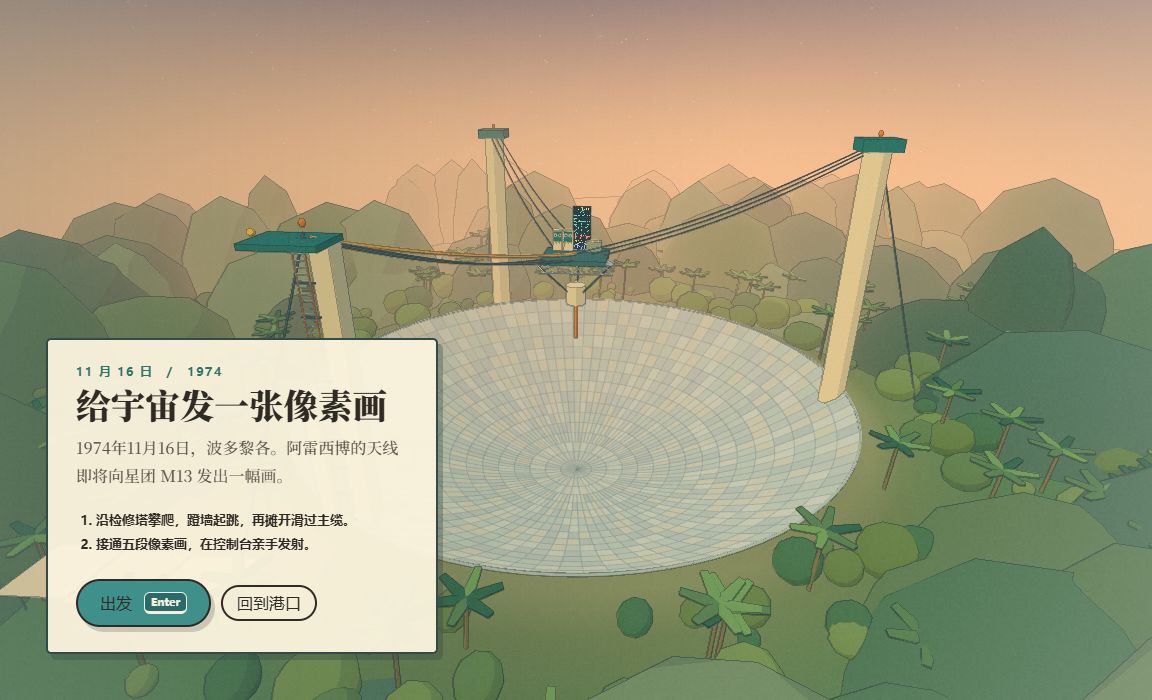 11 月 16 日 / 1974
给宇宙发一张像素画
1974年11月16日，波多黎各。阿雷西博的天线
即将向星团 M13 发出一幅画。
1. 沿检修塔攀爬，蹬墙起跳，再摊开滑过主缆。
2. 接通五段像素画，在控制台亲手发射。
出发 Enter 回到港口